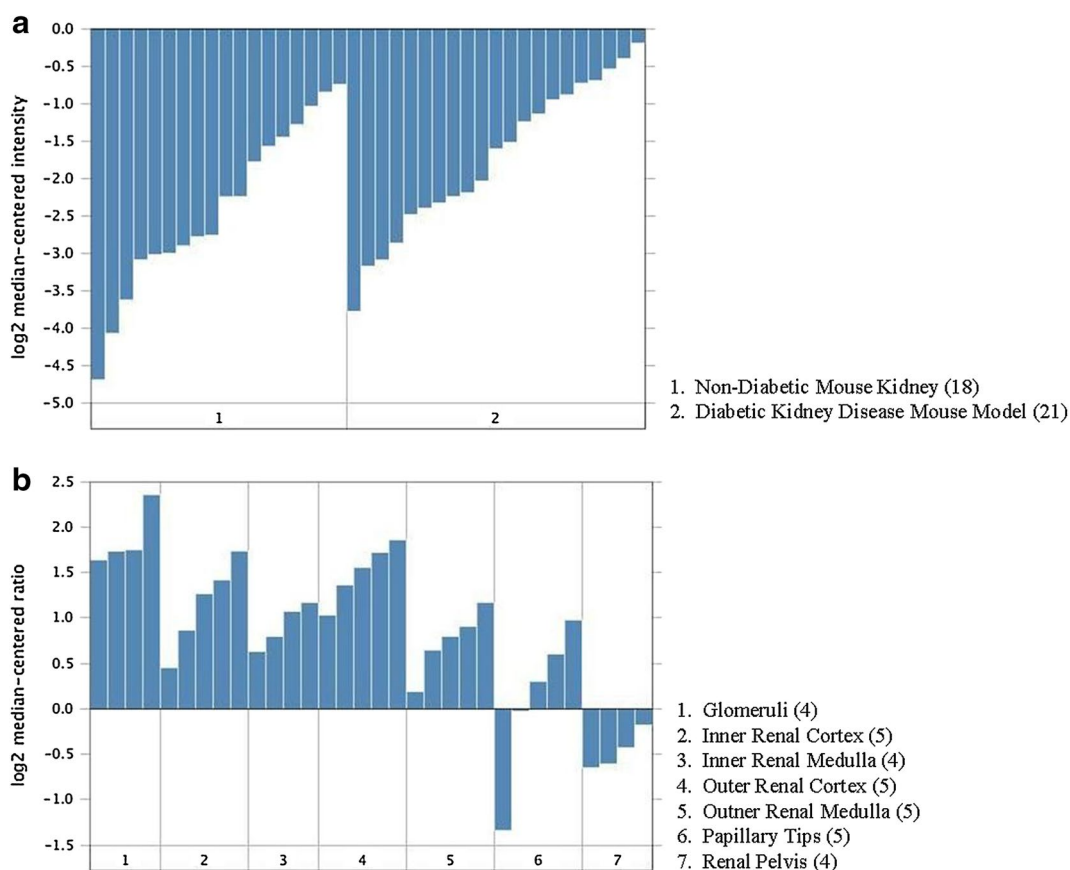 a
log2 median-centered intensity
0.0
-0.5
-1.0
-1.5
-2.0
-2.5
-3.0
-3.5
-4.0
-4.5
-5.0
1
2
1. Non-Diabetic Mouse Kidney (18)
2. Diabetic Kidney Disease Mouse Model (21)
b
log2 median-centered ratio
2.5
2.0
1.5
1.0
0.5
0.0
-0.5
-1.0
-1.5
1
2
3
4
5
6
7
1. Glomeruli (4)
2. Inner Renal Cortex (5)
3. Inner Renal Medulla (4)
4. Outer Renal Cortex (5)
5. Outner Renal Medulla (5)
6. Papillary Tips (5)
7. Renal Pelvis (4)